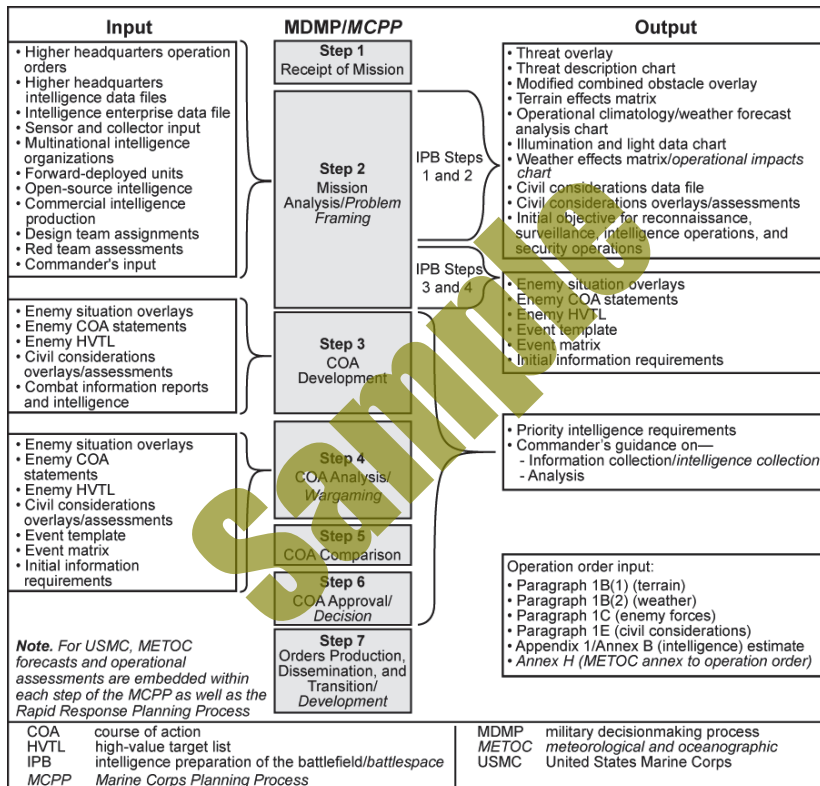 Input
• Higher headquarters operation
orders
• Higher headquarters
intelligence data files
• Intelligence enterprise data file
• Sensor and collector input
• Multinational intelligence
organizations
• Forward-deployed units
• Open-source intelligence
• Commercial intelligence
production
• Design team assignments
• Red team assessments
• Commander's input
• Enemy situation overlays
• Enemy COA statements
• Enemy HVTL
• Civil considerations
overlays/assessments
• Combat information reports
and intelligence
• Enemy situation overlays
• Enemy COA
statements
• Enemy HVTL
• Civil considerations
overlays/assessments
• Event template
• Event matrix
• Initial information
requirements
Note. For USMC, METOC
forecasts and operational
assessments are embedded within
each step of the MCPP as well as the
Rapid Response Planning Process
MDMP/MCPP
Step 1
Receipt of Mission
Step 2
Mission
Analysis/Problem
Framing
Step 3
COA
Development
Step 4
COA Analysis/
Wargaming
Step 5
COA Comparison
Step 6
COA Approval/
Decision
Step 7
Orders Production,
Dissemination, and
Transition/
Development
IPB Steps
1 and 2
IPB Steps
3 and 4
Output
• Threat overlay
• Threat description chart
• Modified combined obstacle overlay
• Terrain effects matrix
• Operational climatology/weather forecast
analysis chart
• Illumination and light data chart
• Weather effects matrix/operational impacts
chart
• Civil considerations data file
• Civil considerations overlays/assessments
• Initial objective for reconnaissance,
surveillance, intelligence operations, and
security operations
• Enemy situation overlays
• Enemy COA statements
• Enemy HVTL
• Event template
• Event matrix
• Initial information requirements
• Priority intelligence requirements
• Commander's guidance on—
- Information collection/intelligence collection
- Analysis
Operation order input:
• Paragraph 1B(1) (terrain)
• Paragraph 1B(2) (weather)
• Paragraph 1C (enemy forces)
• Paragraph 1E (civil considerations)
• Appendix 1/Annex B (intelligence) estimate
• Annex H (METOC annex to operation order)
Sample
COA course of action
HVTL high-value target list
IPB intelligence preparation of the battlefield/battlespace
MCPP Marine Corps Planning Process
MDMP military decisionmaking process
METOC meteorological and oceanographic
USMC United States Marine Corps